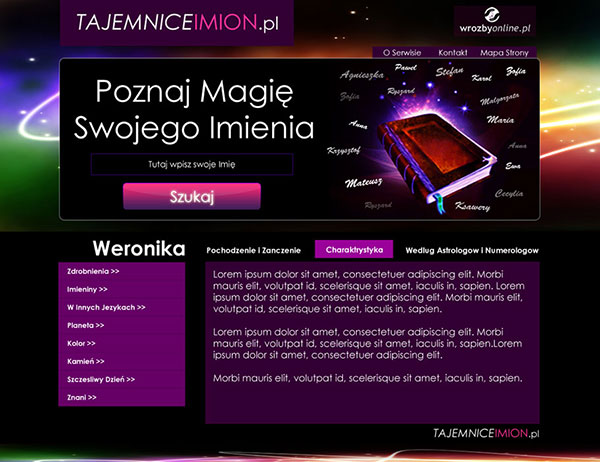 TAJEMNICEIMION.pl
wrozbyonline.pl
O Serwisie Kontakt Mapa Strony
Poznaj Magię
Swojego Imienia
Tutaj wpisz swoje Imię
Szukaj
Agnieszka
Paweł
Stefan
Karol
Zofia
Zofia
Ryszard
Małgorzata
Anna
Maria
Krzysztof
Anna
Ewa
Mateusz
Cecylia
Ryszard
Ksawery
Weronika
Pochodzenie i Zanczenie Charaktrystyka Wedlug Astrologow i Numerologow
Zdrobnienia >>
Imieniny >>
W Innych Jezykach >>
Planeta >>
Kolor >>
Kamień >>
Szczesliwy Dzień >>
Znani >>
Lorem ipsum dolor sit amet, consectetuer adipiscing elit. Morbi
mauris elit, volutpat id, scelerisque sit amet, iaculis in, sapien. Lorem
ipsum dolor sit amet, consectetuer adipiscing elit. Morbi mauris elit,
volutpat id, scelerisque sit amet, iaculis in, sapien.
Lorem ipsum dolor sit amet, consectetuer adipiscing elit. Morbi
mauris elit, volutpat id, scelerisque sit amet, iaculis in, sapien.Lorem
ipsum dolor sit amet, consectetuer adipiscing elit.
Morbi mauris elit, volutpat id, scelerisque sit amet, iaculis in, sapien.
TAJEMNICEIMION.pl